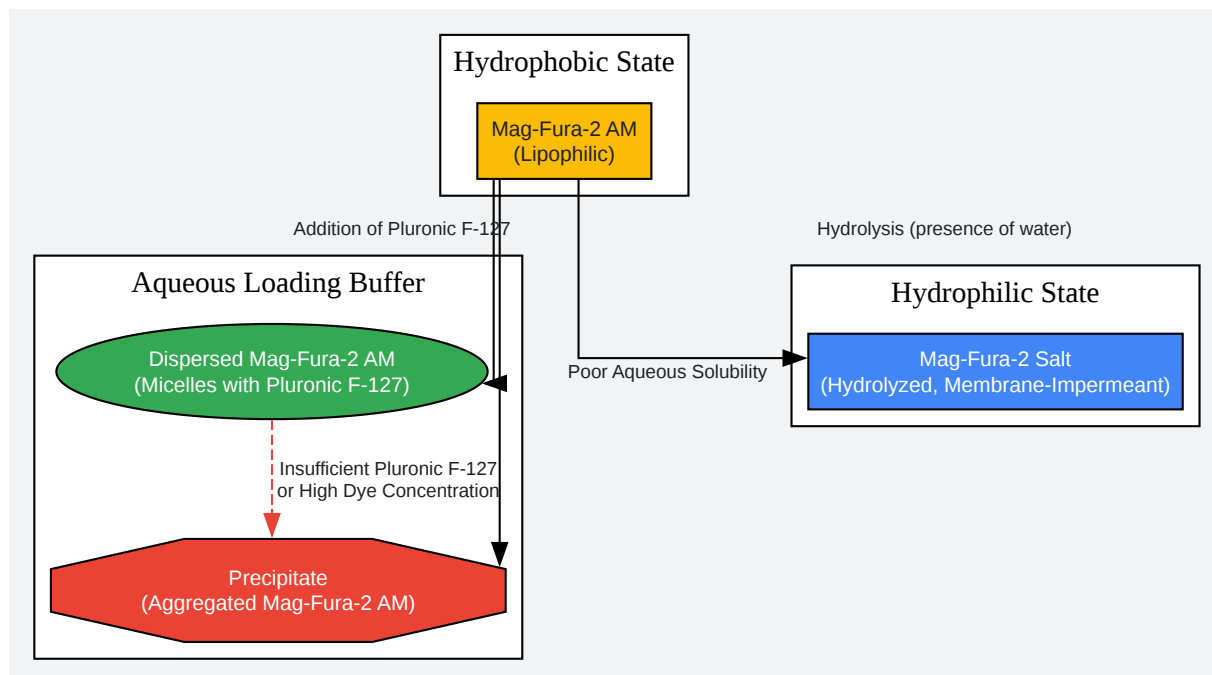 Hydrophobic State
Mag-Fura-2 AM
(Lipophilic)
Addition of Pluronic F-127
Hydrolysis (presence of water)
Aqueous Loading Buffer
Dispersed Mag-Fura-2 AM
(Micelles with Pluronic F-127)
Poor Aqueous Solubility
Hydrophilic State
Mag-Fura-2 Salt
(Hydrolyzed, Membrane-Impermeant)
Insufficient Pluronic F-127
or High Dye Concentration
Precipitate
(Aggregated Mag-Fura-2 AM)